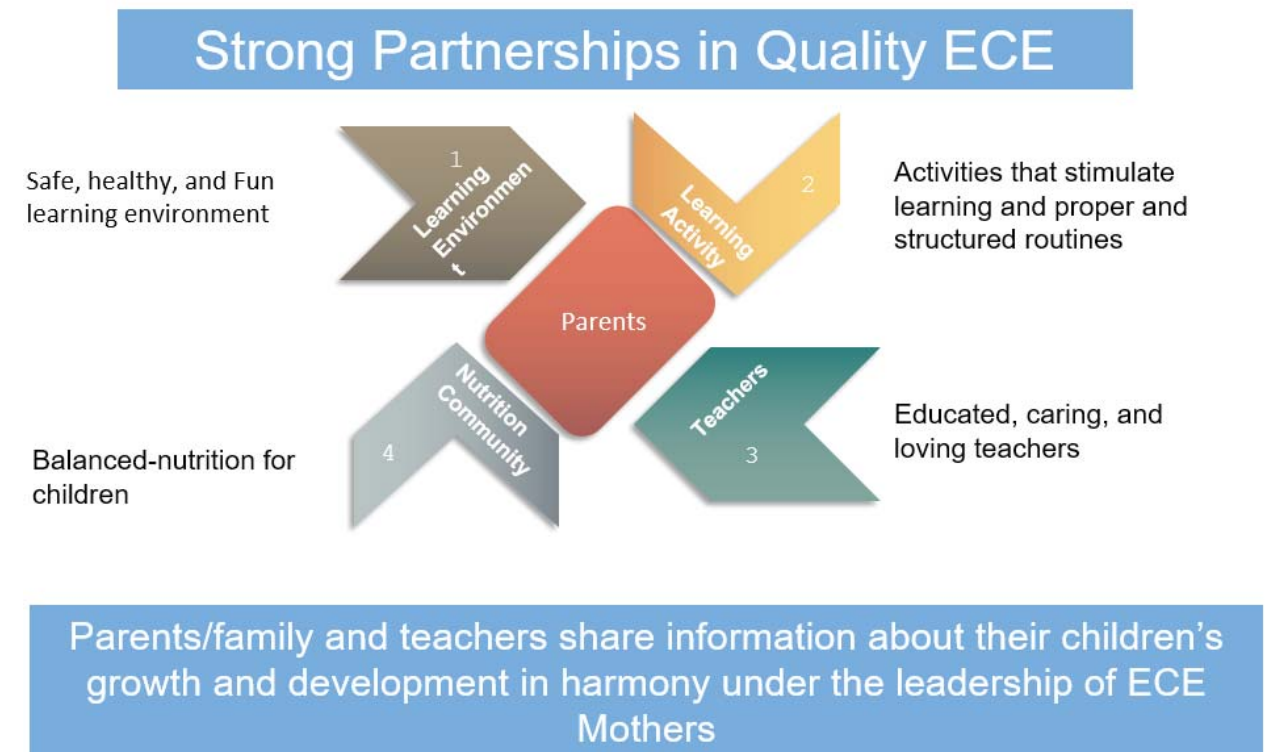 Strong Partnerships in Quality ECE
Safe, healthy, and Fun
learning environment
1
Learning
Environmen
t
2
Learning
Activity
Activities that stimulate
learning and proper and
structured routines
Parents
Balanced-nutrition for
children
4
Nutrition
Community
Teachers
3
Educated, caring, and
loving teachers
Parents/family and teachers share information about their children’s
growth and development in harmony under the leadership of ECE
Mothers